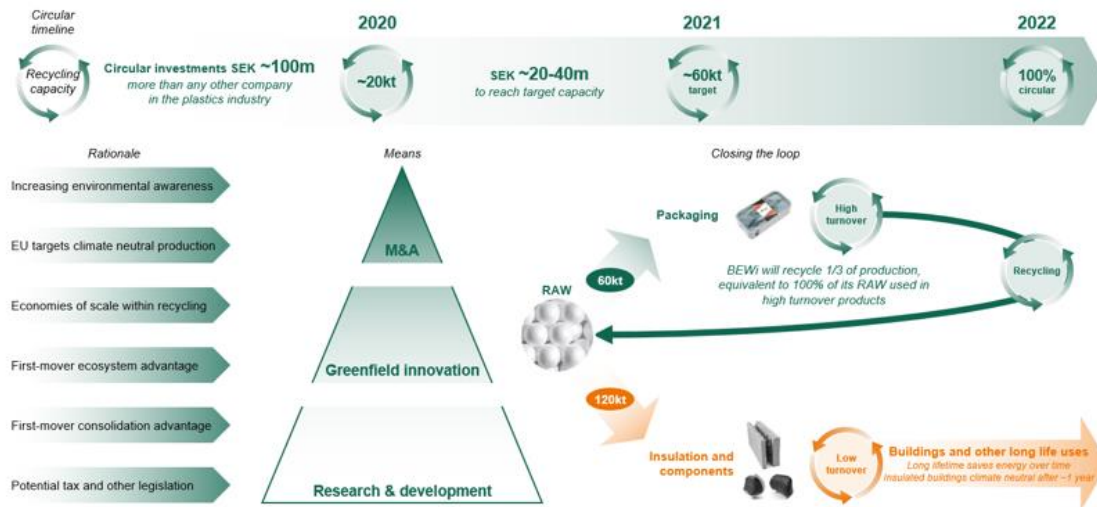 Circular
timeline
2020
2021
2022
Recycling
capacity
Circular investments SEK ~100m
more than any other company
in the plastics industry
~20kt
SEK ~20-40m
to reach target capacity
~60kt
target
100%
circular
Rationale
Means
Closing the loop
Increasing environmental awareness
EU targets climate neutral production
Economies of scale within recycling
First-mover ecosystem advantage
First-mover consolidation advantage
Potential tax and other legislation
M&A
Greenfield innovation
Research & development
RAW
60kt
120kt
Packaging
High
turnover
Recycling
BEWi will recycle 1/3 of production,
equivalent to 100% of its RAW used in
high turnover products
Insulation and
components
Low
turnover
Buildings and other long life uses
Long lifetime saves energy over time
Insulated buildings climate neutral after ~1 year